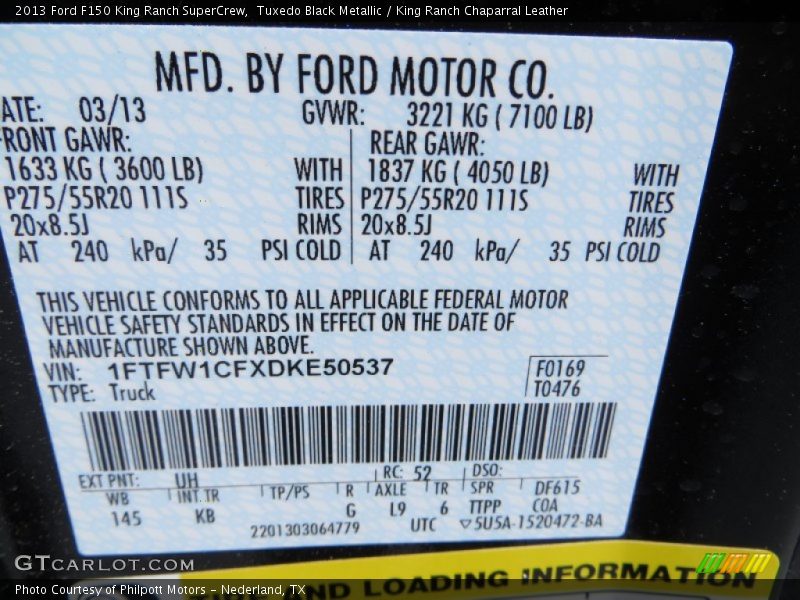 2013 Ford F150 King Ranch SuperCrew, Tuxedo Black Metallic / King Ranch Chaparral Leather
MFD. BY FORD MOTOR CO.
ATE: 03/13 GVWR: 3221 KG ( 7100 LB)
RONT GAWR: REAR GAWR:
1633 KG ( 3600 LB) WITH 1837 KG ( 4050 LB) WITH
P275/55R20 111S TIRES P275/55R20 111S TIRES
20x8.5J RIMS 20x8.5J RIMS
AT 240 kPa/ 35 PSI COLD AT 240 kPa/ 35 PSI COLD
THIS VEHICLE CONFORMS TO ALL APPLICABLE FEDERAL MOTOR
VEHICLE SAFETY STANDARDS IN EFFECT ON THE DATE OF
MANUFACTURE SHOWN ABOVE.
VIN: 1FTFW1CFXDKE50537 F0169
TYPE: Truck T0476
EXT PNT: UH RC: 52 DSO:
WB INT TR TP/PS R AXLE TR SPR DF615
145 KB G L9 6 TTPP COA
2201303064779 UTC ▽5U5A-1520472-BA
AND LOADING INFORMATION
GTCARLOT.COM
Photo Courtesy of Philpott Motors - Nederland, TX